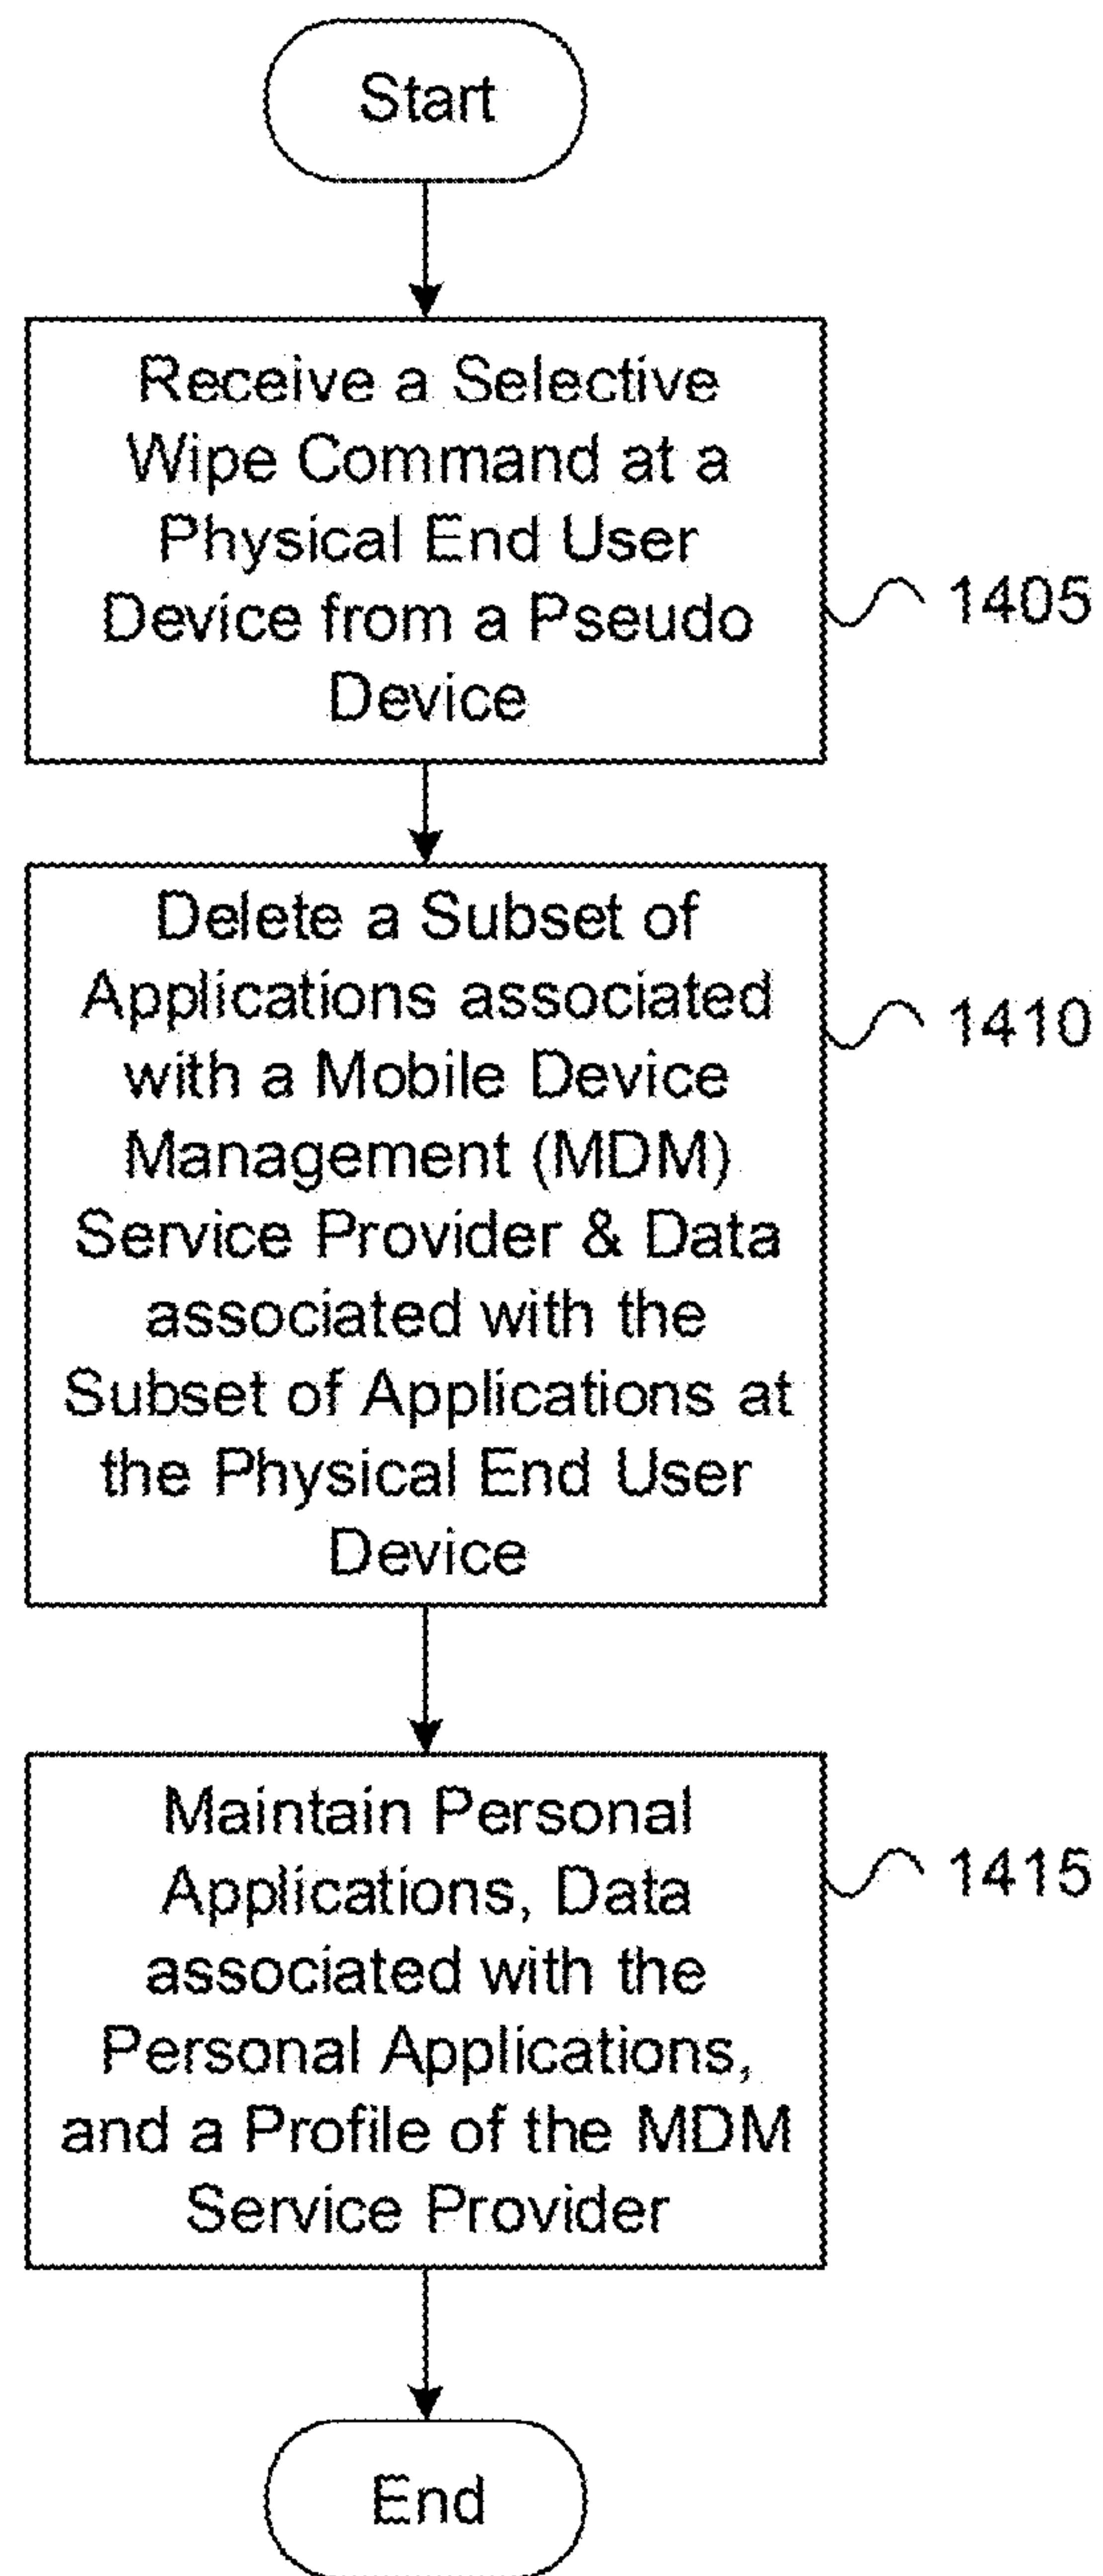 Start
Receive a Selective
Wipe Command at a
Physical End User
Device from a Pseudo
Device
1405
Delete a Subset of
Applications associated
with a Mobile Device
Management (MDM)
Service Provider & Data
associated with the
Subset of Applications at
the Physical End User
Device
1410
Maintain Personal
Applications, Data
associated with the
Personal Applications,
and a Profile of the MDM
Service Provider
1415
End